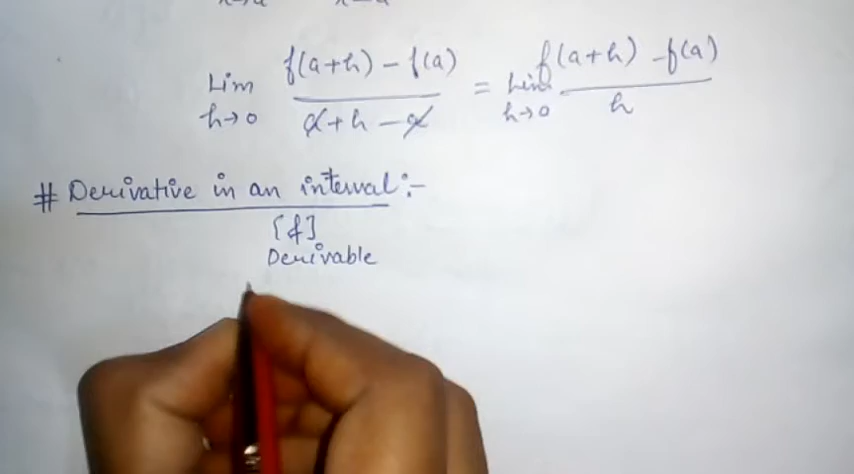 Lim h→0 f(a+h) – f(a) / a+h – a = Lim h→0 f(a+h) – f(a) / h
# Derivative in an interval :–
[f]
Derivable